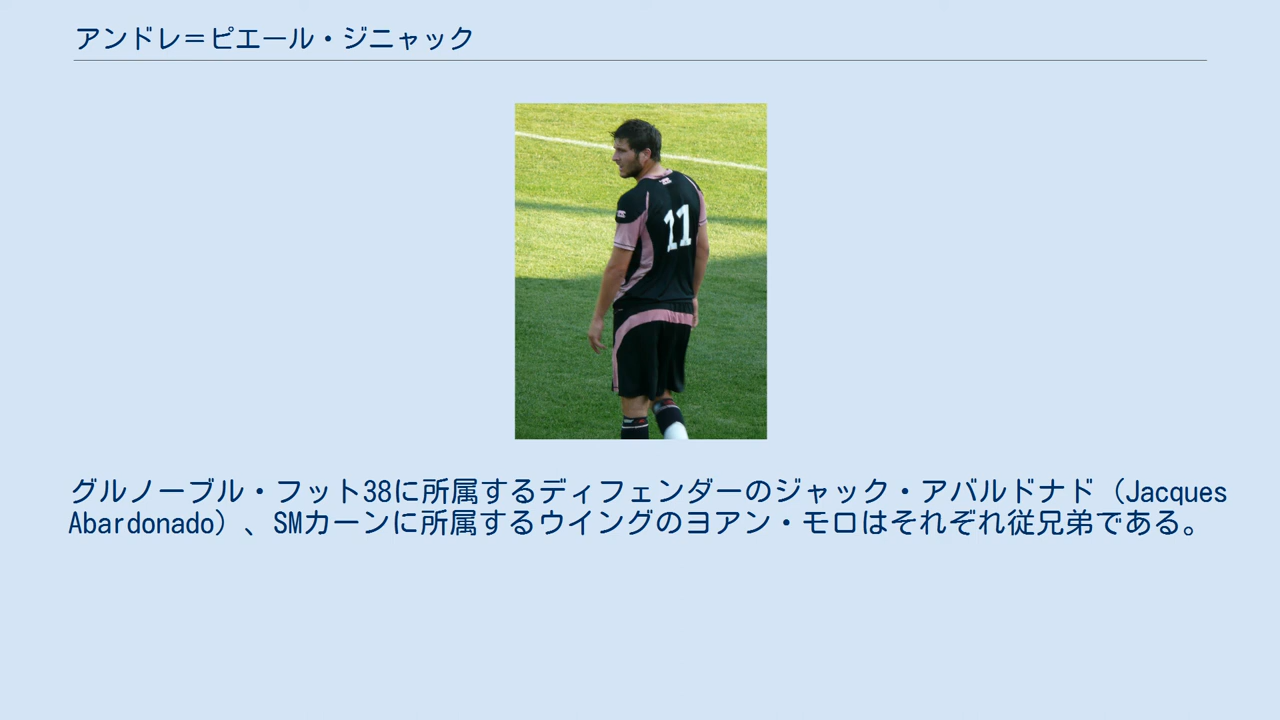 アンドレ＝ピエール・ジニャック
11
グルノーブル・フット38に所属するディフェンダーのジャック・アバルドナド（Jacques
Abardonado）、SMカーンに所属するウイングのヨアン・モロはそれぞれ従兄弟である。